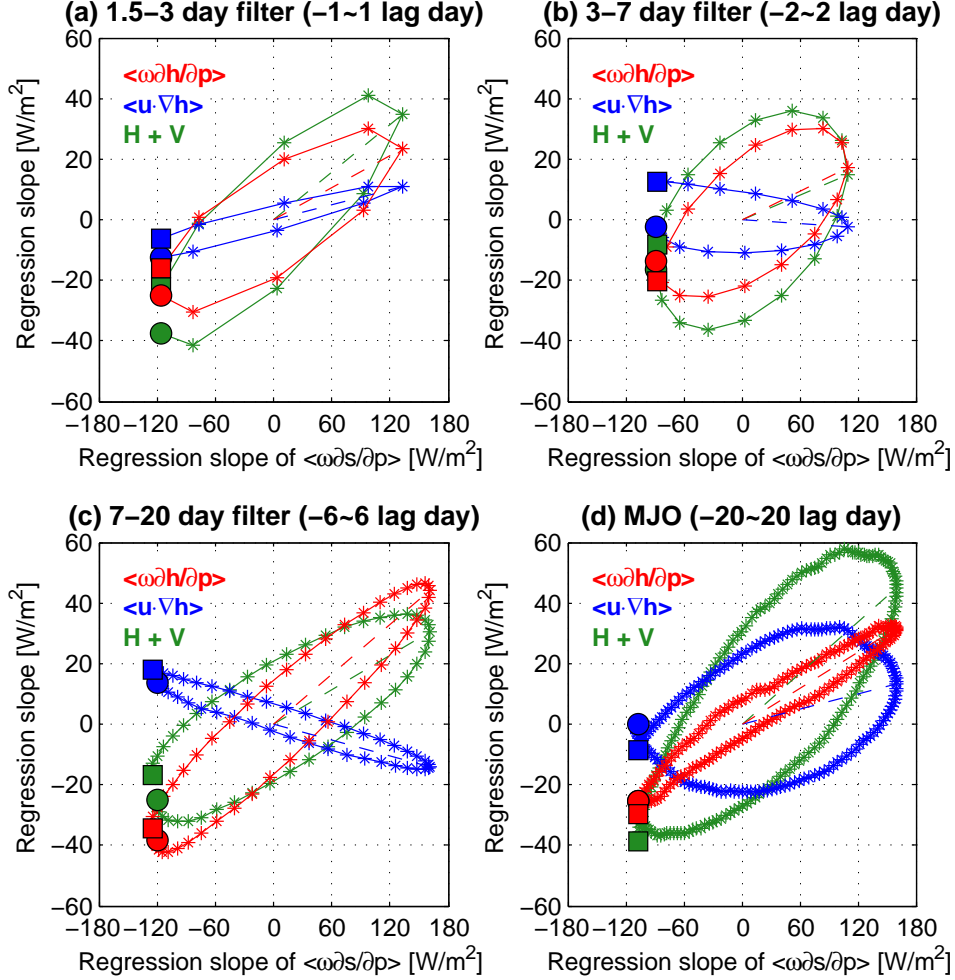 (a) 1.5−3 day filter (−1~1 lag day)
60
40
20
0
−20
−40
−60
−180 −120 −60 0 60 120 180
Regression slope [W/m²]
Regression slope of <ω∂s/∂p> [W/m²]
<ω∂h/∂p>
<u·∇h>
H + V
(b) 3−7 day filter (−2~2 lag day)
60
40
20
0
−20
−40
−60
−180 −120 −60 0 60 120 180
Regression slope [W/m²]
Regression slope of <ω∂s/∂p> [W/m²]
<ω∂h/∂p>
<u·∇h>
H + V
(c) 7−20 day filter (−6~6 lag day)
60
40
20
0
−20
−40
−60
−180 −120 −60 0 60 120 180
Regression slope [W/m²]
Regression slope of <ω∂s/∂p> [W/m²]
<ω∂h/∂p>
<u·∇h>
H + V
(d) MJO (−20~20 lag day)
60
40
20
0
−20
−40
−60
−180 −120 −60 0 60 120 180
Regression slope [W/m²]
Regression slope of <ω∂s/∂p> [W/m²]
<ω∂h/∂p>
<u·∇h>
H + V